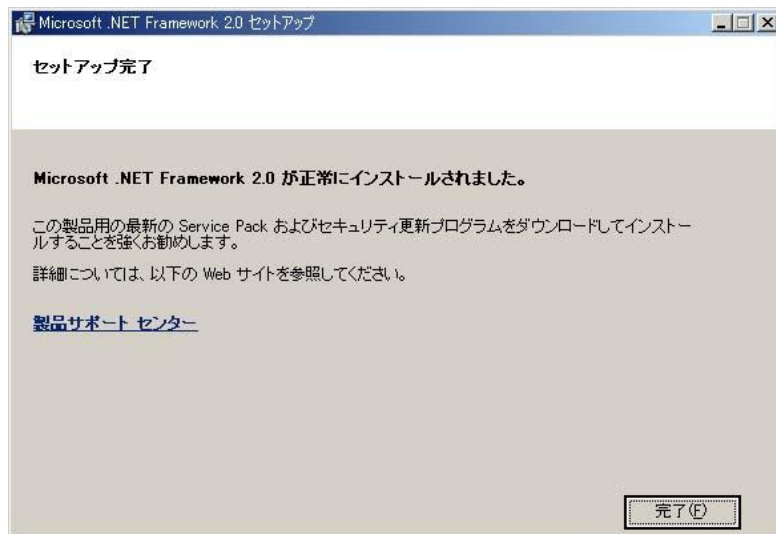 Microsoft .NET Framework 2.0 セットアップ
セットアップ完了
Microsoft .NET Framework 2.0 が正常にインストールされました。
この製品用の最新の Service Pack およびセキュリティ更新プログラムをダウンロードしてインストー
ルすることを強くお勧めします。
詳細については、以下の Web サイトを参照してください。
製品サポート センター
完了(F)